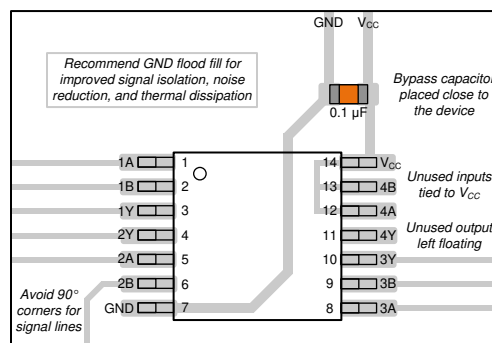 GND VCC
Recommend GND flood fill for
improved signal isolation, noise
reduction, and thermal dissipation
Bypass capacitor
placed close to
the device
0.1 µF
1A 1 14 VCC
1B 2 13 4B
1Y 3 12 4A
2Y 4 11 4Y
2A 5 10 3Y
2B 6 9 3B
GND 7 8 3A
Unused inputs
tied to VCC
Unused output
left floating
Avoid 90°
corners for
signal lines